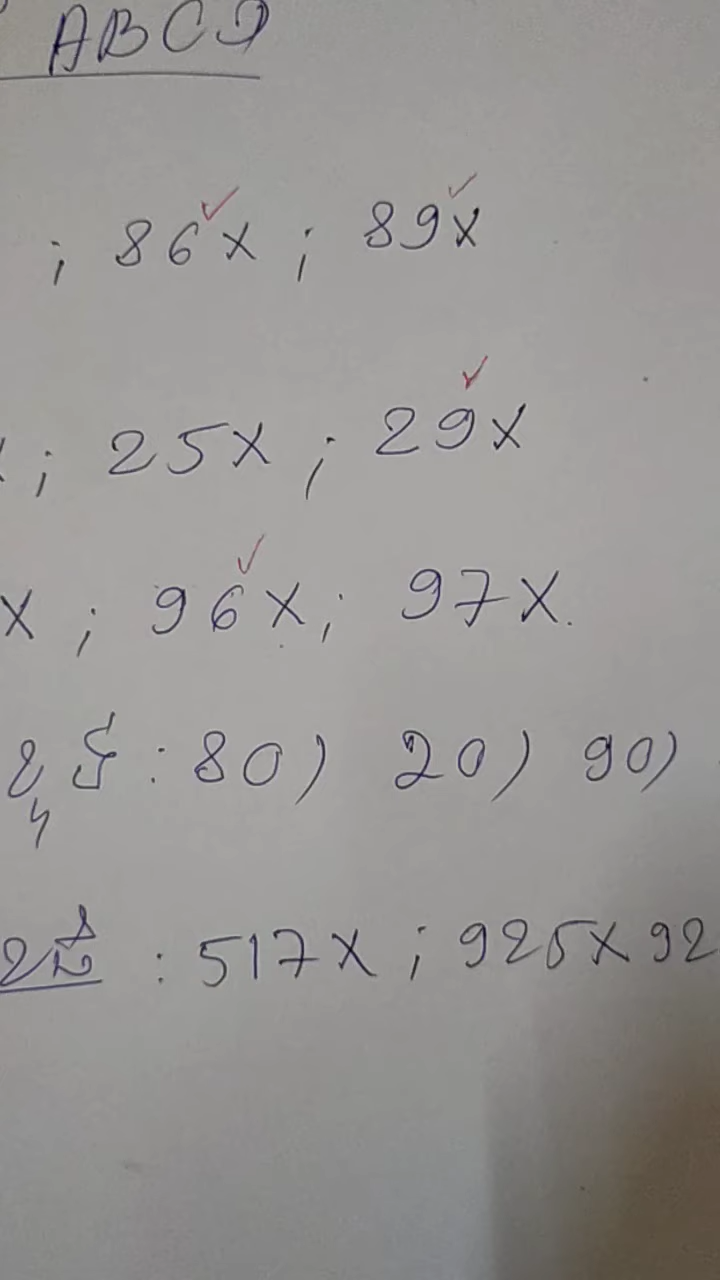 ABCD
; 86x ; 89x
; 25x ; 29x
x ; 96x ; 97x.
: 80) 20) 90)
: 517x ; 925x 92